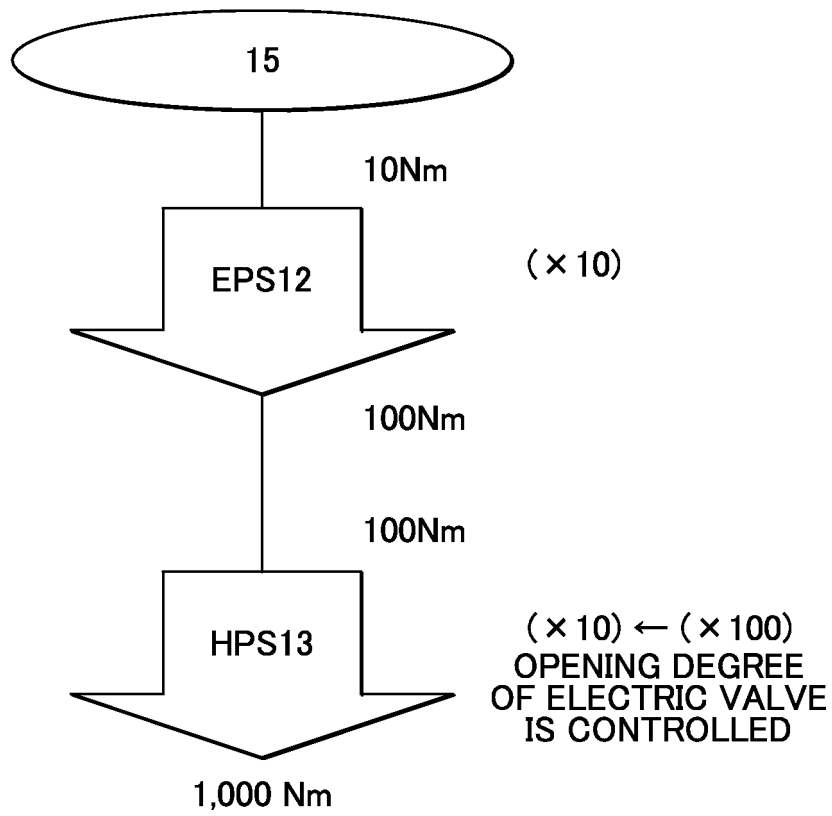 15
10Nm
EPS12
(×10)
100Nm
100Nm
HPS13
(×10)←(×100)
OPENING DEGREE
OF ELECTRIC VALVE
IS CONTROLLED
1,000 Nm